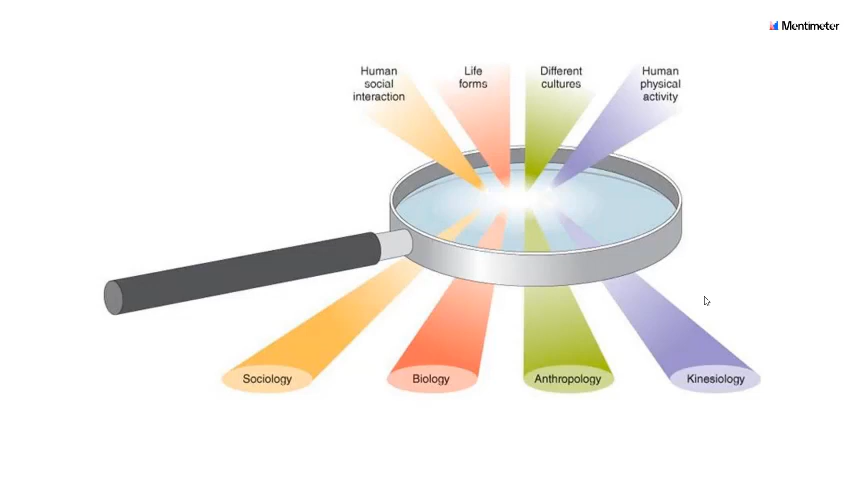 Mentimeter
Human
social
interaction
Life
forms
Different
cultures
Human
physical
activity
Sociology
Biology
Anthropology
Kinesiology